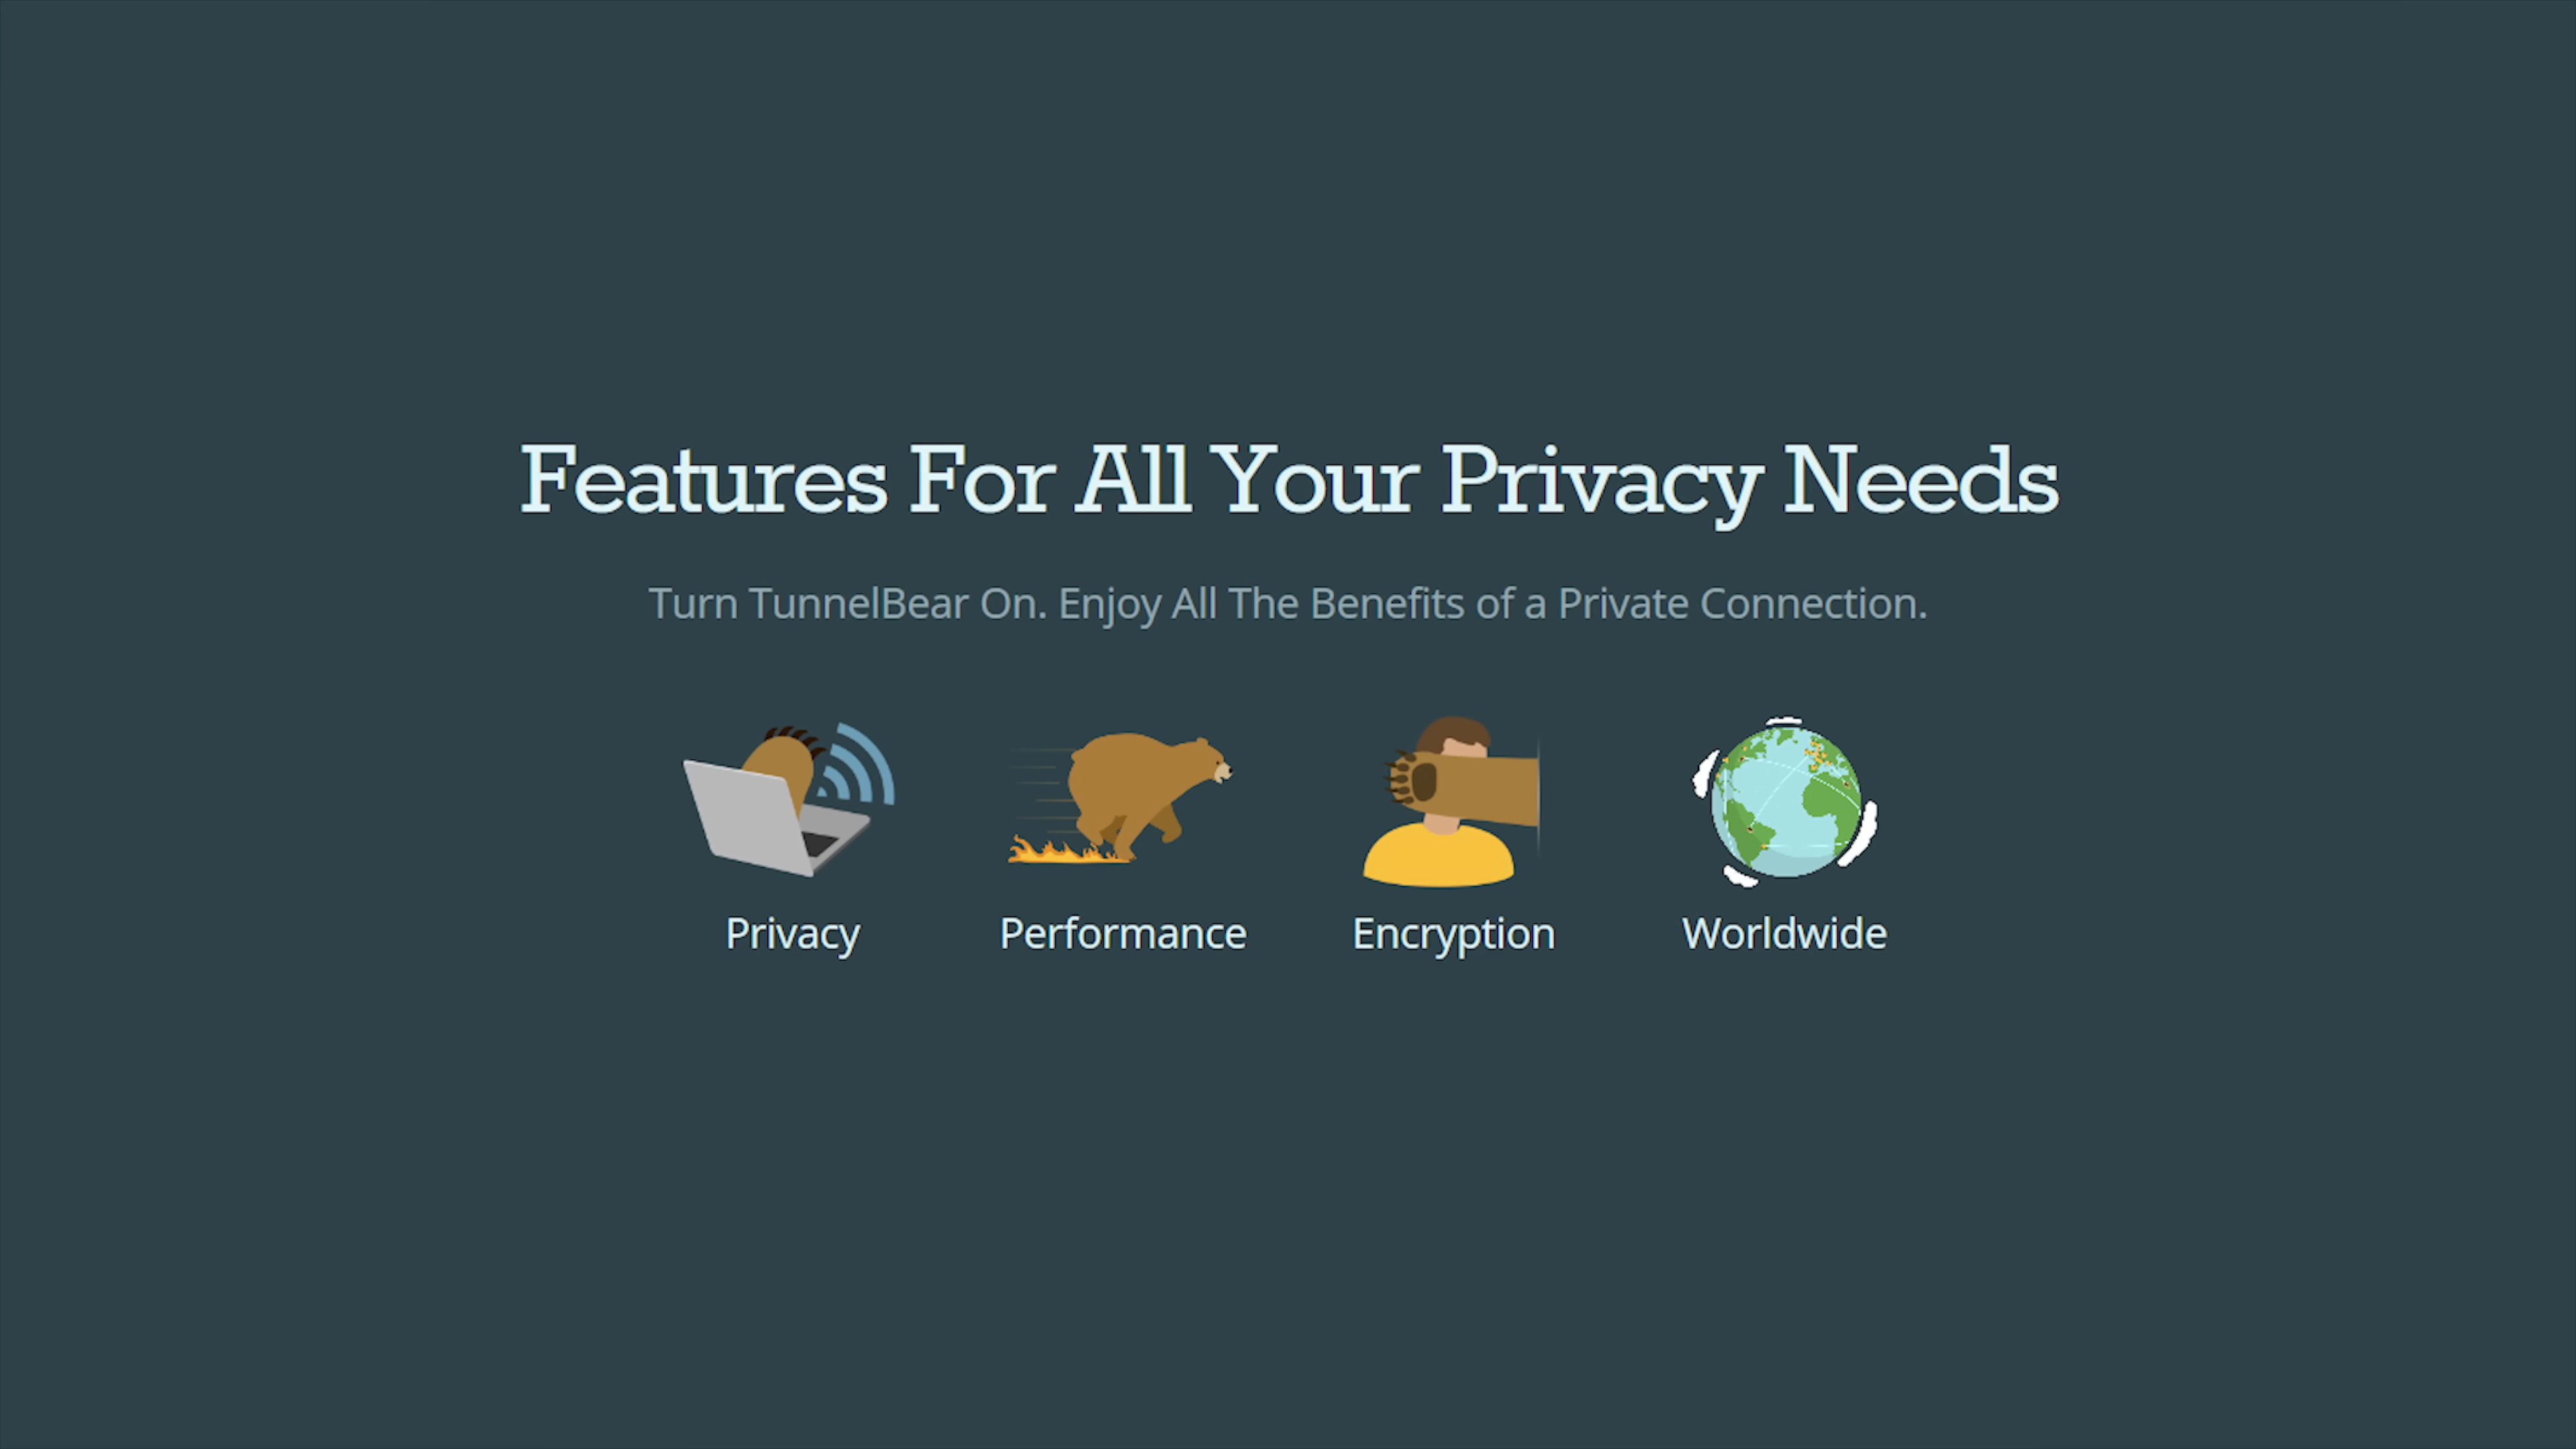 Features For All Your Privacy Needs
Turn TunnelBear On. Enjoy All The Benefits of a Private Connection.
Privacy
Performance
Encryption
Worldwide